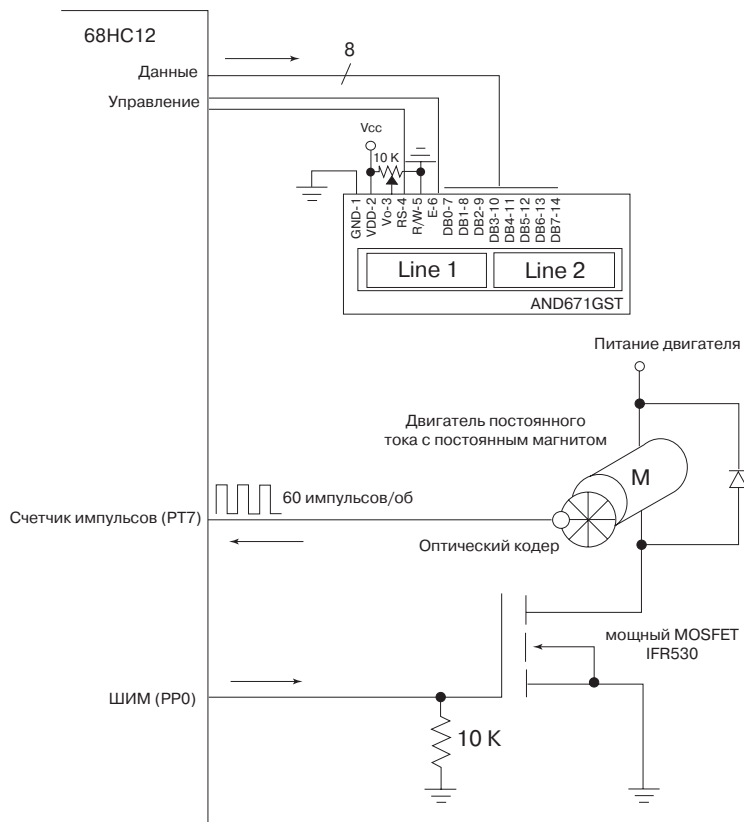 68HC12
8
Данные
Управление
Vcc
10 K
GND-1
VDD-2
Vo-3
RS-4
R/W-5
E-6
DB0-7
DB1-8
DB2-9
DB3-10
DB4-11
DB5-12
DB6-13
DB7-14
Line 1
Line 2
AND671GST
Питание двигателя
Двигатель постоянного
тока с постоянным магнитом
M
60 импульсов/об
Счетчик импульсов (PT7)
Оптический кодер
мощный MOSFET
IFR530
ШИМ (PP0)
10 K